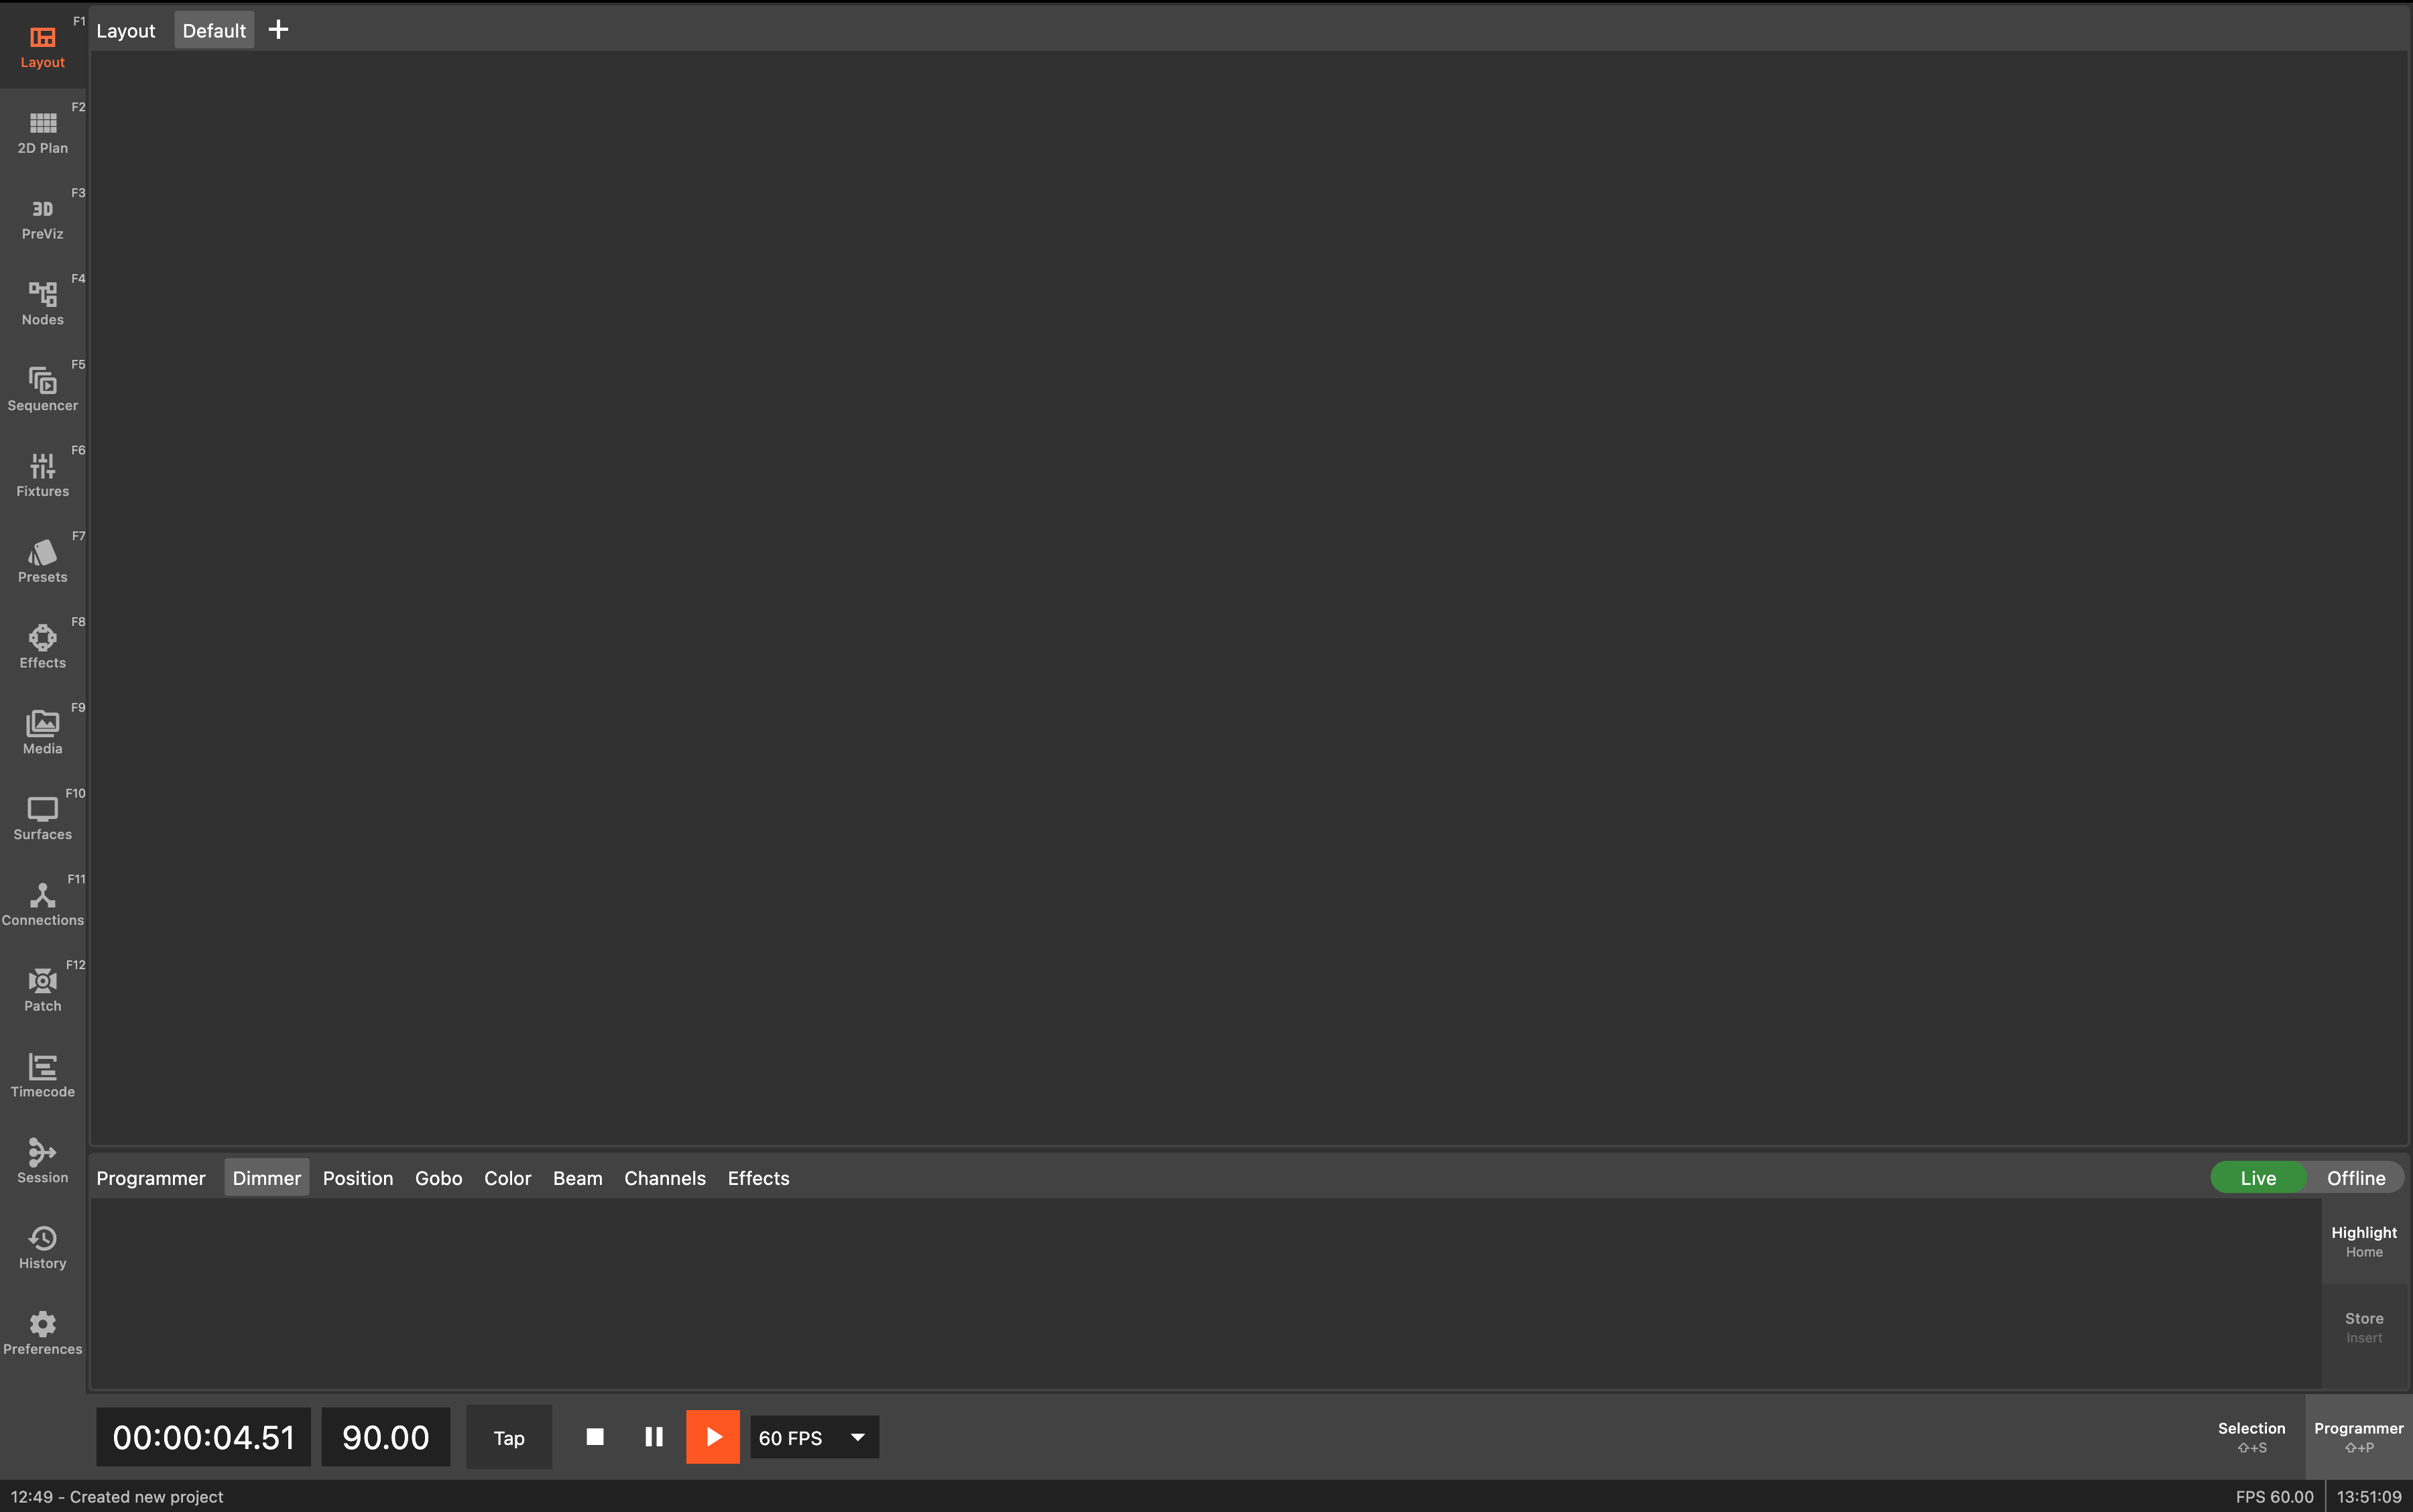 F1
Layout
F2
2D Plan
F3
3D
PreViz
F4
Nodes
F5
Sequencer
F6
Fixtures
F7
Presets
F8
Effects
F9
Media
F10
Surfaces
F11
Connections
F12
Patch
Timecode
Session
History
Preferences
Layout Default +
Programmer Dimmer Position Gobo Color Beam Channels Effects Live Offline
Highlight
Home
Store
Insert
00:00:04.51 90.00 Tap 60 FPS
Selection
⇧+S
Programmer
⇧+P
12:49 - Created new project FPS 60.00 13:51:09